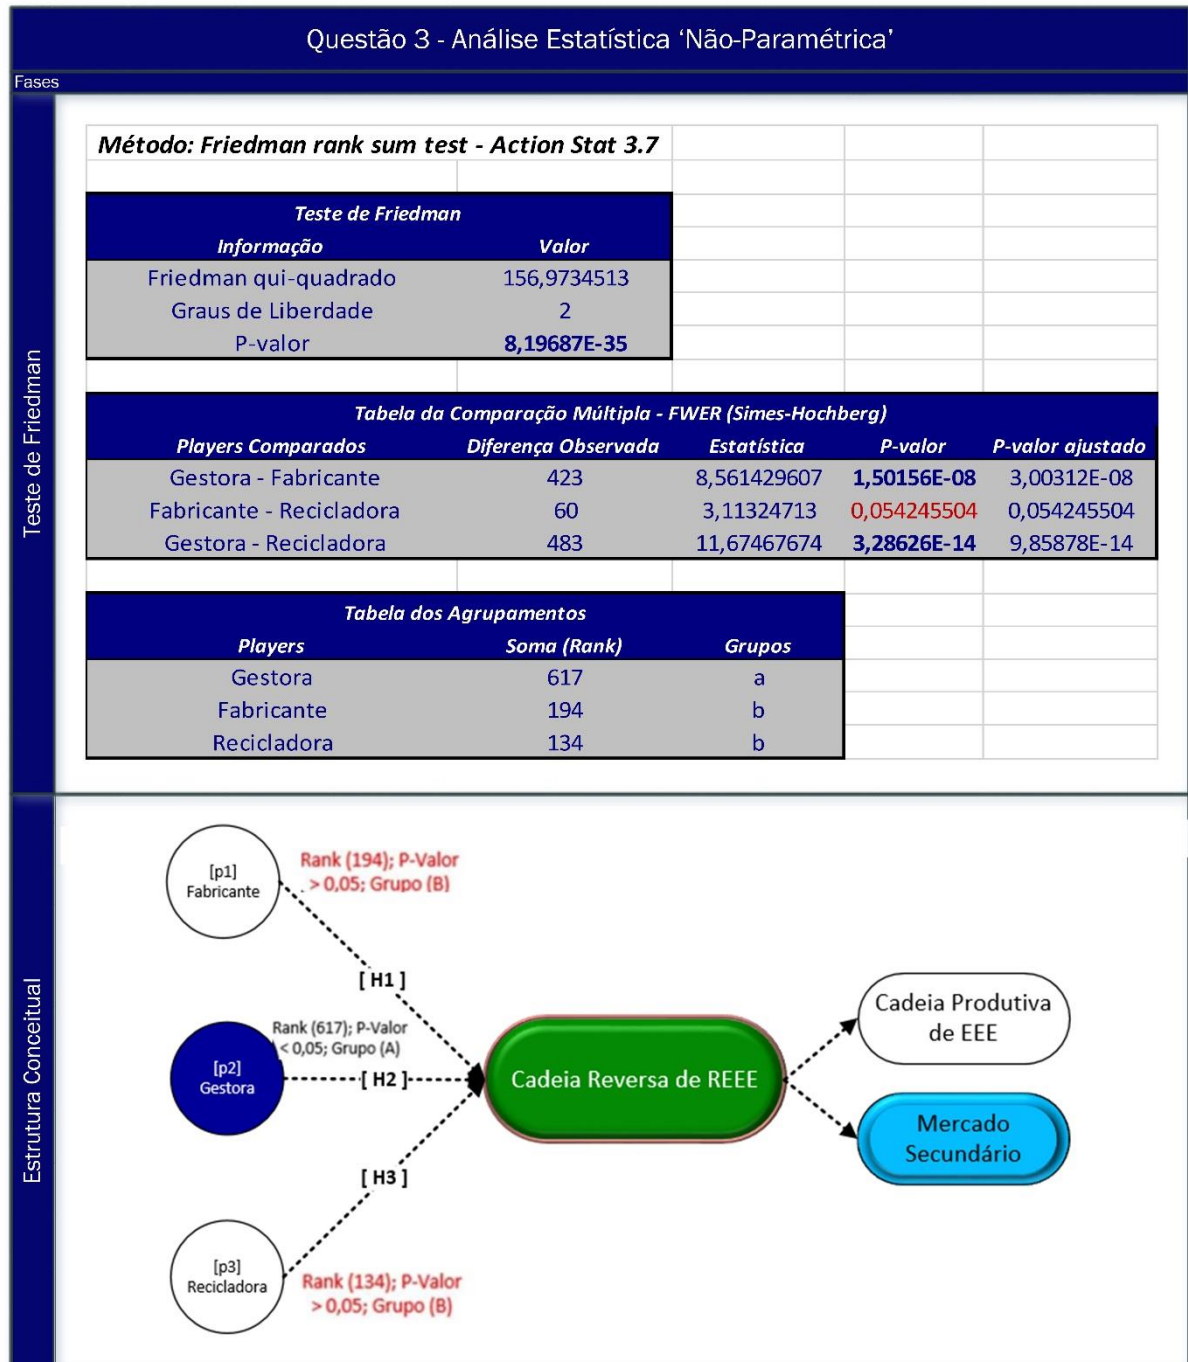 Questão 3 - Análise Estatística ‘Não-Paramétrica’
Fases
Teste de Friedman
Método: Friedman rank sum test - Action Stat 3.7
Teste de Friedman
Informação Valor
Friedman qui-quadrado 156,9734513
Graus de Liberdade 2
P-valor 8,19687E-35
Tabela da Comparação Múltipla - FWER (Simes-Hochberg)
Players Comparados Diferença Observada Estatística P-valor P-valor ajustado
Gestora - Fabricante 423 8,561429607 1,50156E-08 3,00312E-08
Fabricante - Recicladora 60 3,11324713 0,054245504 0,054245504
Gestora - Recicladora 483 11,67467674 3,28626E-14 9,85878E-14
Tabela dos Agrupamentos
Players Soma (Rank) Grupos
Gestora 617 a
Fabricante 194 b
Recicladora 134 b
Estrutura Conceitual
[p1]
Fabricante
Rank (194); P-Valor
> 0,05; Grupo (B)
[ H1 ]
Rank (617); P-Valor
< 0,05; Grupo (A)
[p2]
Gestora
[ H2 ]
Cadeia Reversa de REEE
Cadeia Produtiva
de EEE
Mercado
Secundário
[ H3 ]
[p3]
Recicladora
Rank (134); P-Valor
> 0,05; Grupo (B)